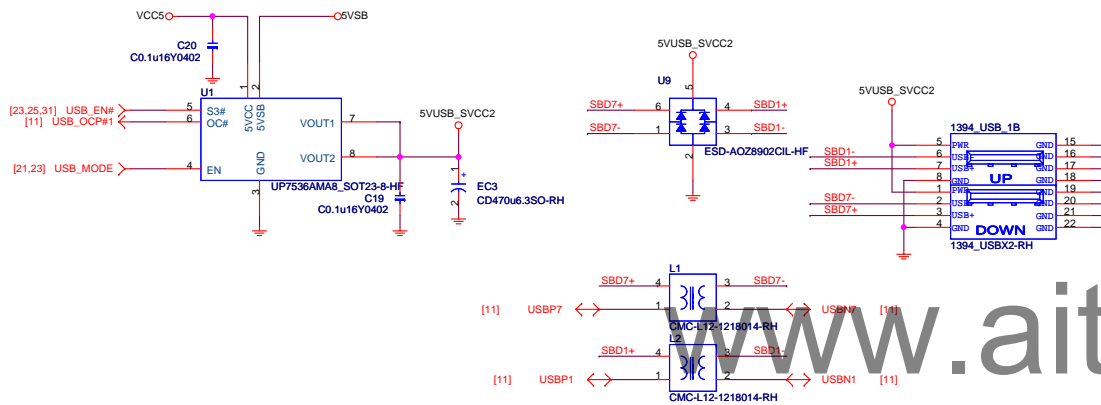 VCC5
5VSB
C20
C0.1u16Y0402
1
2
U1
[23,25,31] USB_EN#
5
S3#
[11] USB_OCP#1
6
OC#
5VCC
5VSB
VOUT1
7
VOUT2
8
[21,23] USB_MODE
4
EN
GND
UP7536AMA8_SOT23-8-HF
3
C19
C0.1u16Y0402
5VUSB_SVCC2
1
+
2
EC3
CD470u6.3SO-RH
5VUSB_SVCC2
U9
5
SBD7+
6
4
SBD1+
SBD7-
1
3
SBD1-
2
ESD-AOZ8902CIL-HF
5VUSB_SVCC2
1394_USB_1B
5
PWR
GND
15
SBD1-
6
USB-
GND
16
SBD1+
7
USB+
GND
17
8
GND
UP
GND
18
1
PWR
GND
19
SBD7-
2
USB-
GND
20
SBD7+
3
USB+
GND
21
4
GND
DOWN
GND
22
1394_USBX2-RH
L1
SBD7+
4
3
SBD7-
[11] USBP7
1
2
USBN7 [11]
CMC-L12-1218014-RH
L2
SBD1+
4
3
SBD1-
[11] USBP1
1
2
USBN1 [11]
CMC-L12-1218014-RH
www.ait